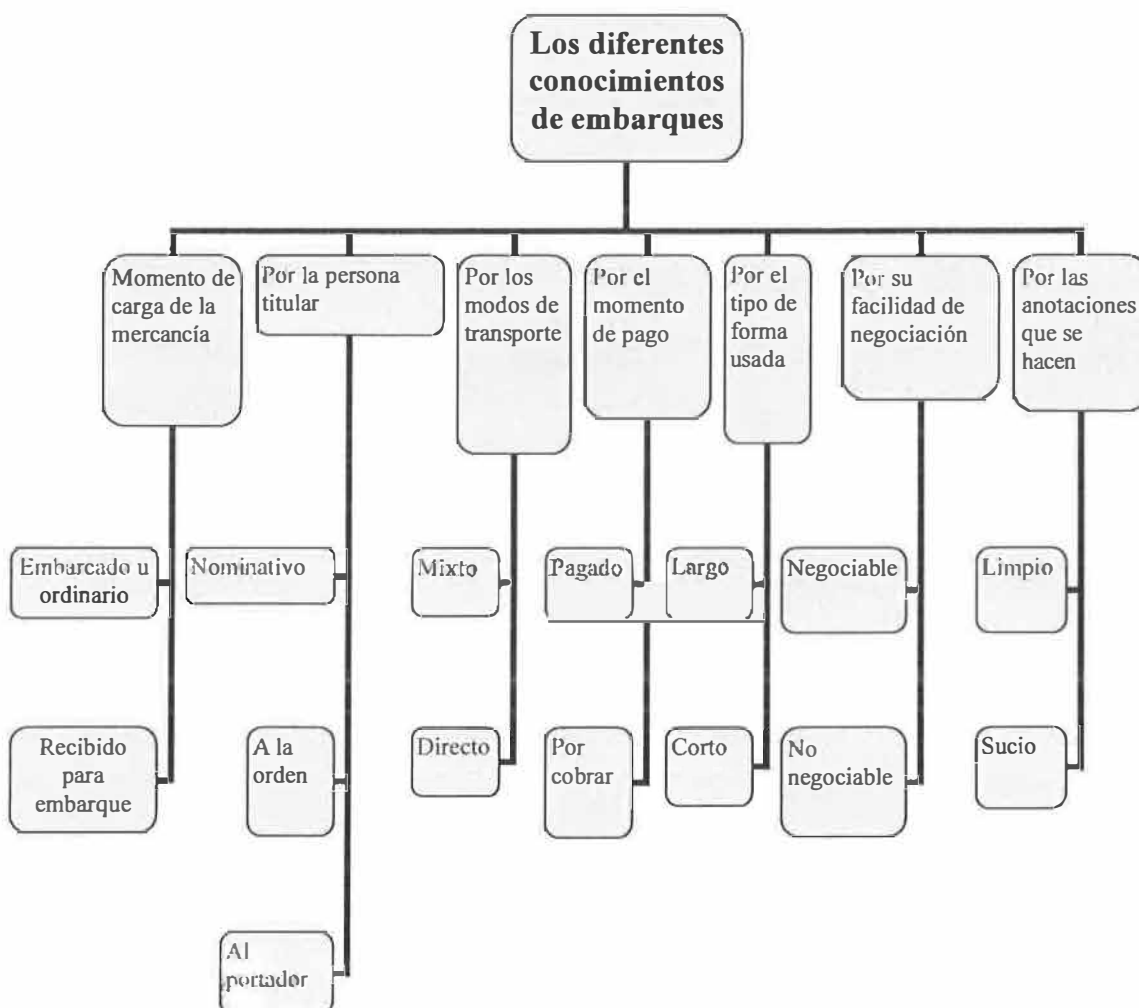 Los diferentes
conocimientos
de embarques
Momento de
carga de la
mercancía
Por la persona
titular
Por los
modos de
transporte
Por el
momento
de pago
Por el
tipo de
forma
usada
Por su
facilidad de
negociación
Por las
anotaciones
que se
hacen
Embarcado u
ordinario
Nominativo
Mixto
Pagado
Largo
Negociable
Limpio
Recibido
para
embarque
A la
orden
Directo
Por
cobrar
Corto
No
negociable
Sucio
Al
portador